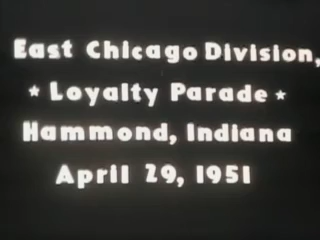 East Chicago Division,
* Loyalty Parade *
Hammond, Indiana
April 29, 1951